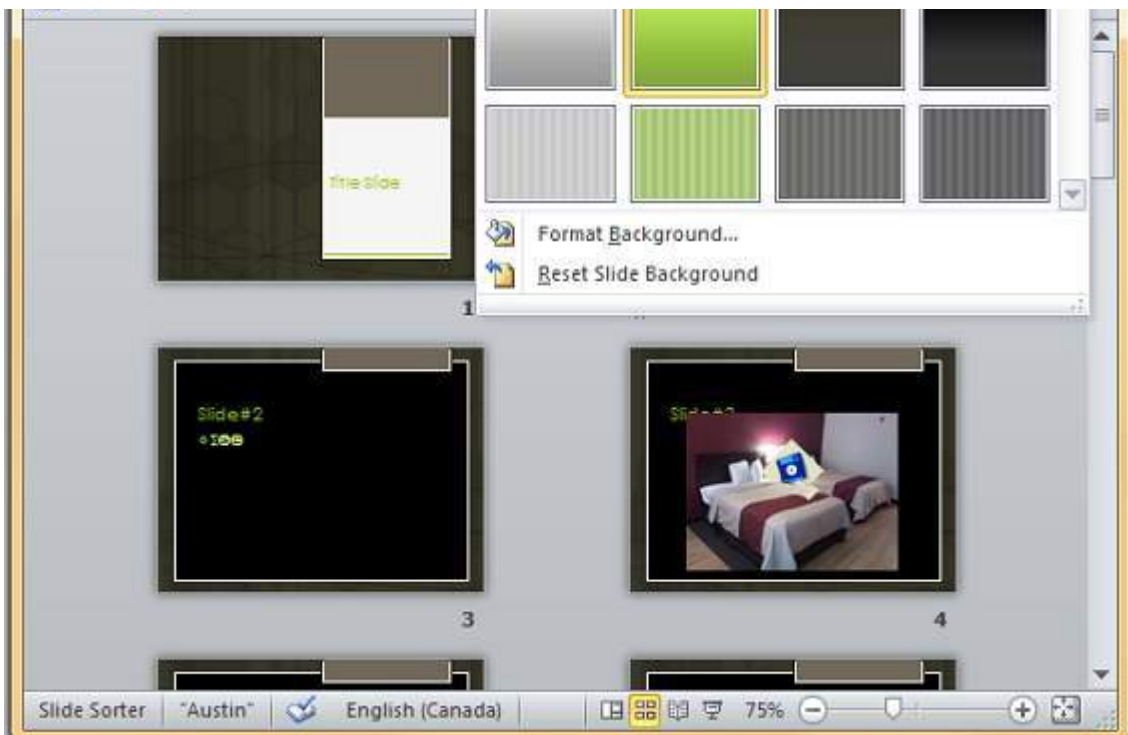 Title Slide
Format Background...
Reset Slide Background
1
Slide#2
3
4
Slide Sorter "Austin" English (Canada) 75%